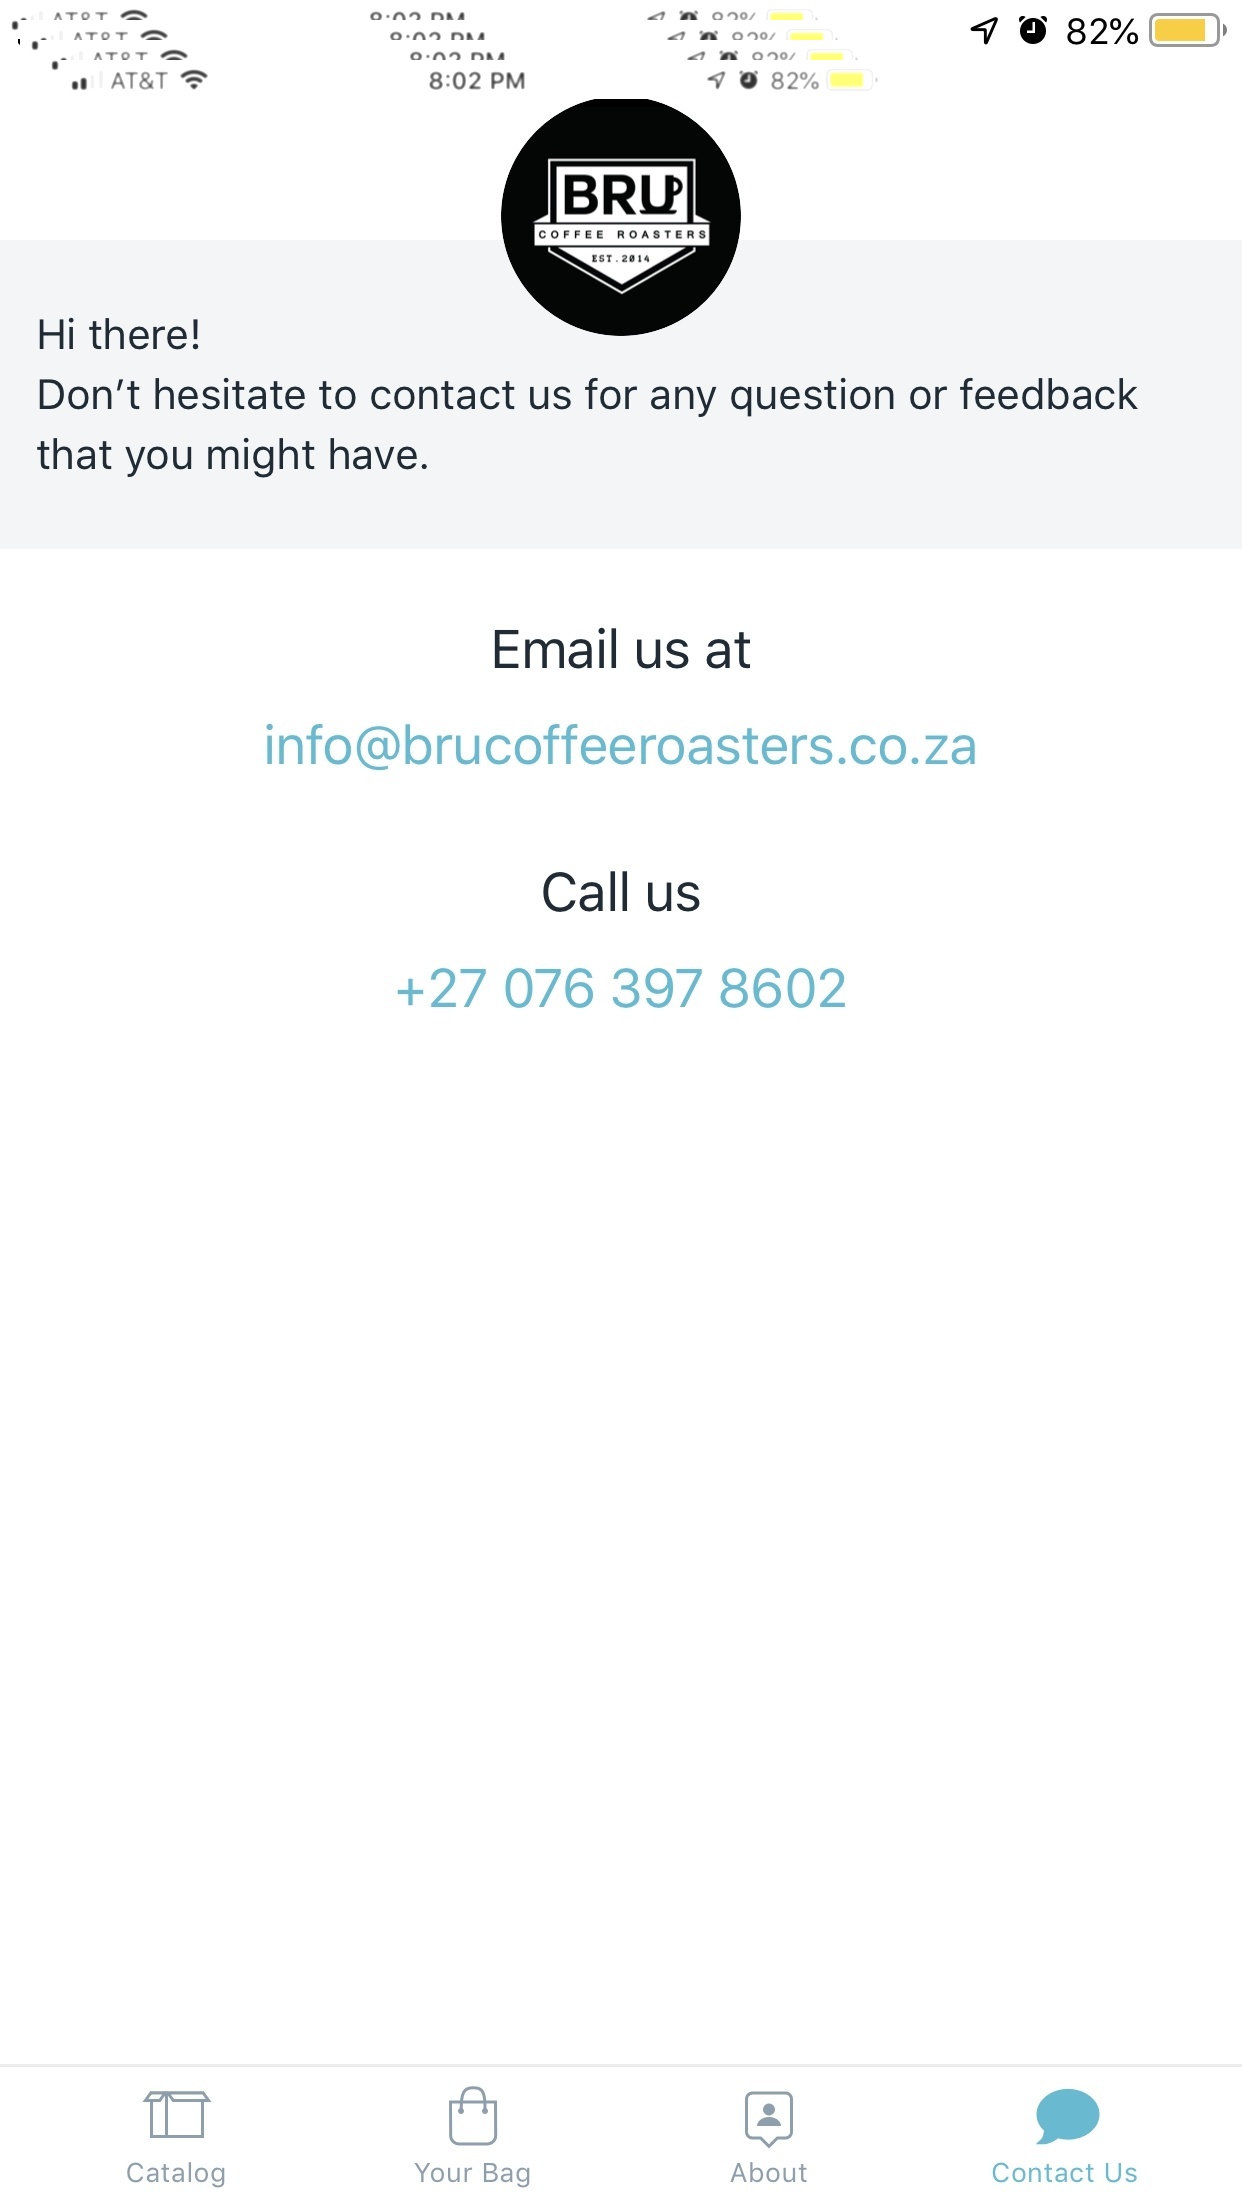 82%
AT&T 8:02 PM 82%
BRU
COFFEE ROASTERS
EST.2014
Hi there!
Don’t hesitate to contact us for any question or feedback
that you might have.
Email us at
info@brucoffeeroasters.co.za
Call us
+27 076 397 8602
Catalog Your Bag About Contact Us